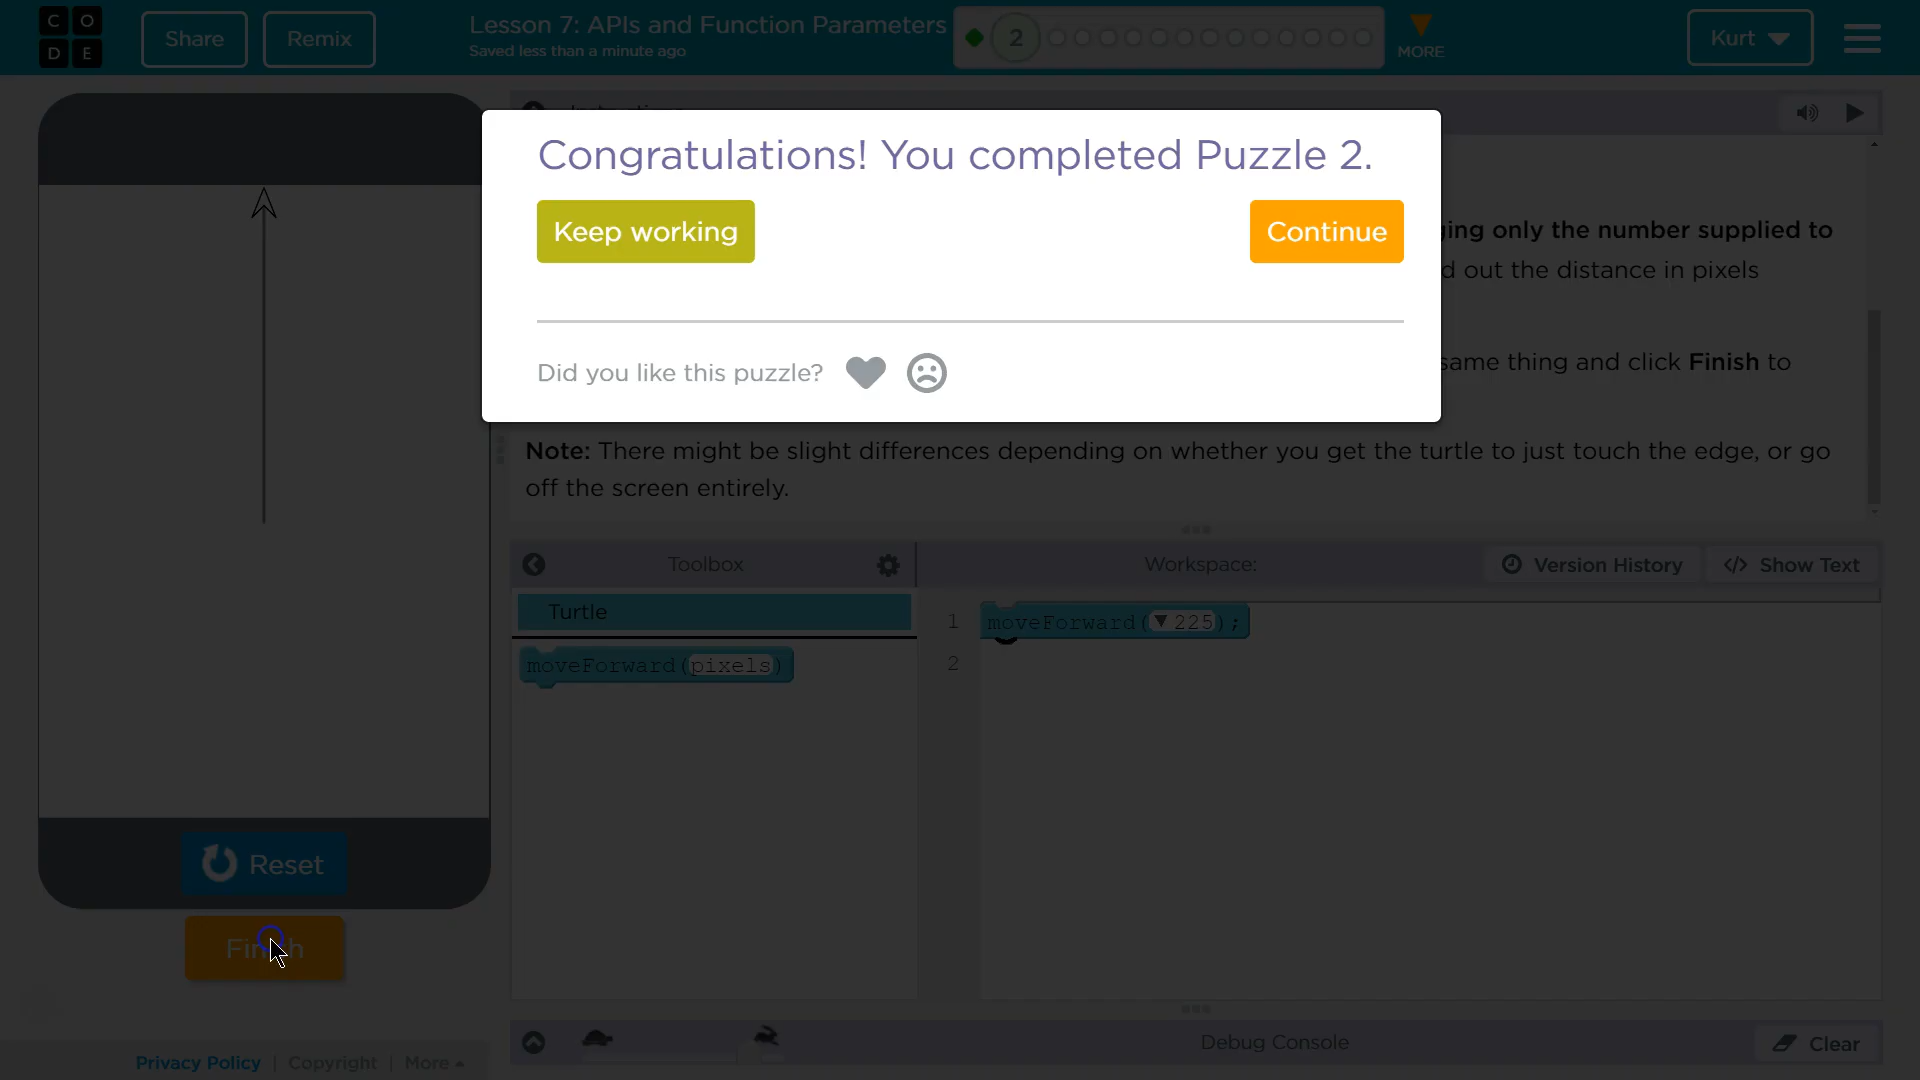 C O
D E
Share
Remix
Lesson 7: APIs and Function Parameters
Saved less than a minute ago
2
MORE
Kurt
Congratulations! You completed Puzzle 2.
Keep working
Continue
Did you like this puzzle?
ging only the number supplied to
d out the distance in pixels
same thing and click Finish to
Note: There might be slight differences depending on whether you get the turtle to just touch the edge, or go
off the screen entirely.
Toolbox
Workspace:
Version History
Show Text
Turtle
moveForward(pixels)
1 moveForward(▼225);
2
Reset
Finish
Debug Console
Clear
Privacy Policy | Copyright | More